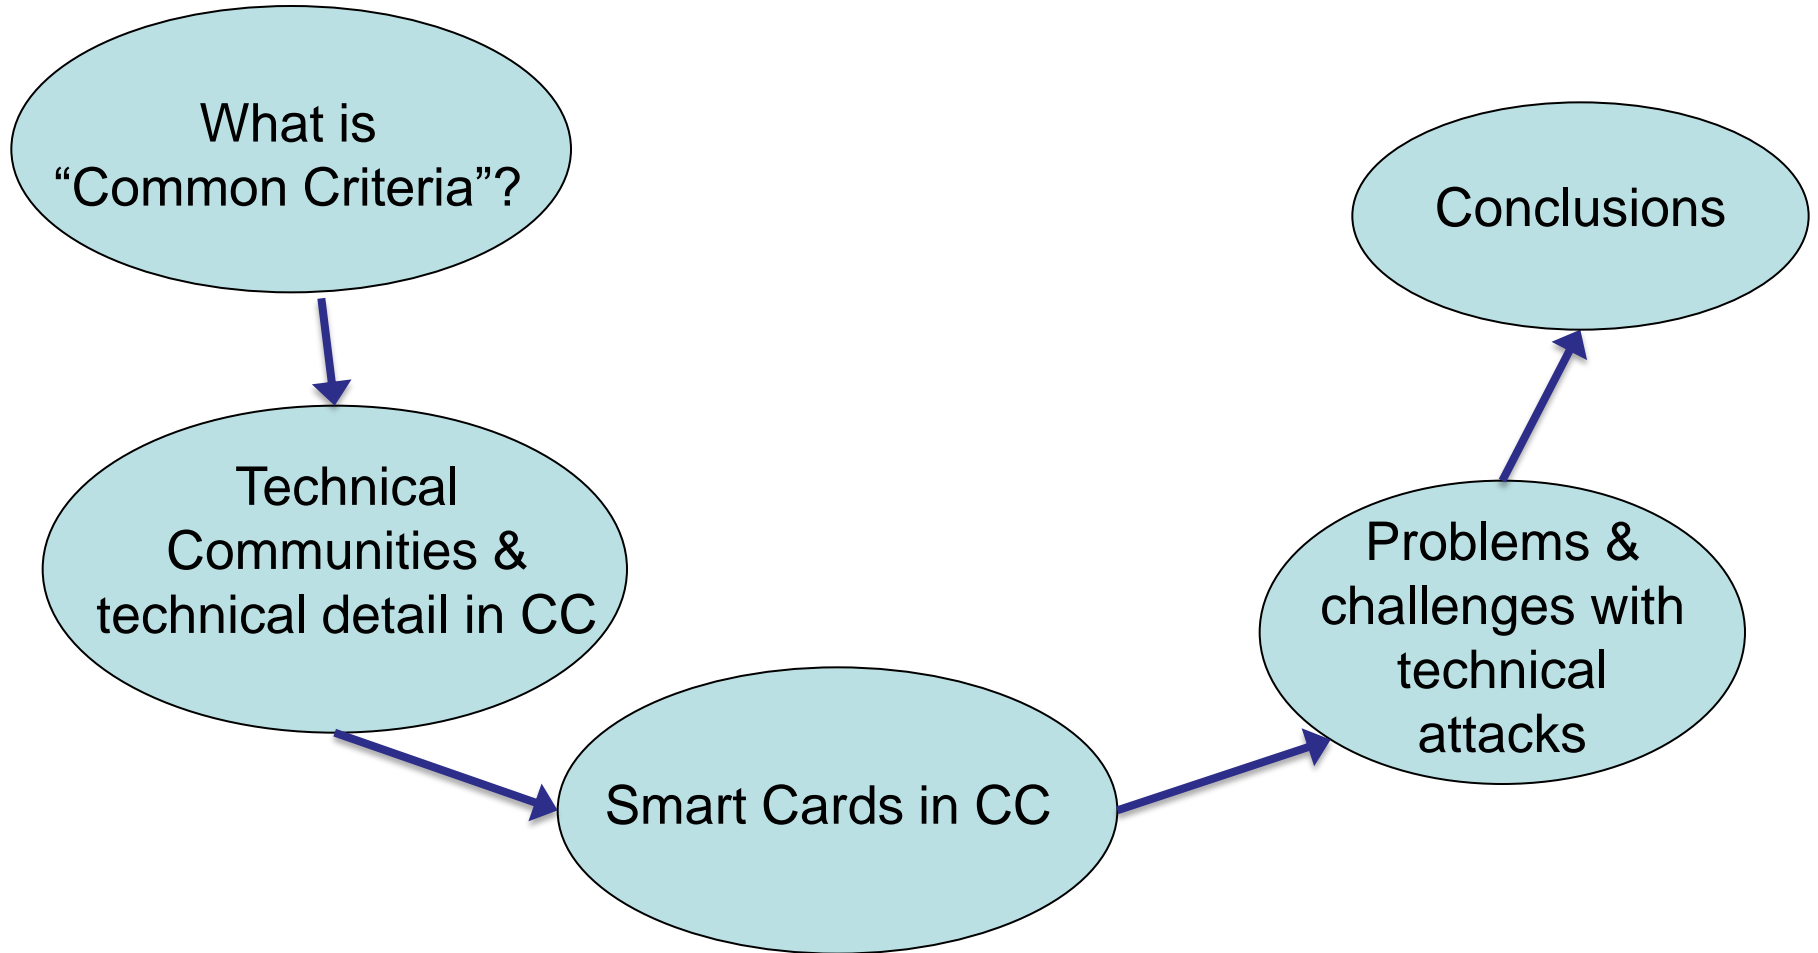 What is
“Common Criteria”?
Technical
Communities &
technical detail in CC
Smart Cards in CC
Problems &
challenges with
technical
attacks
Conclusions